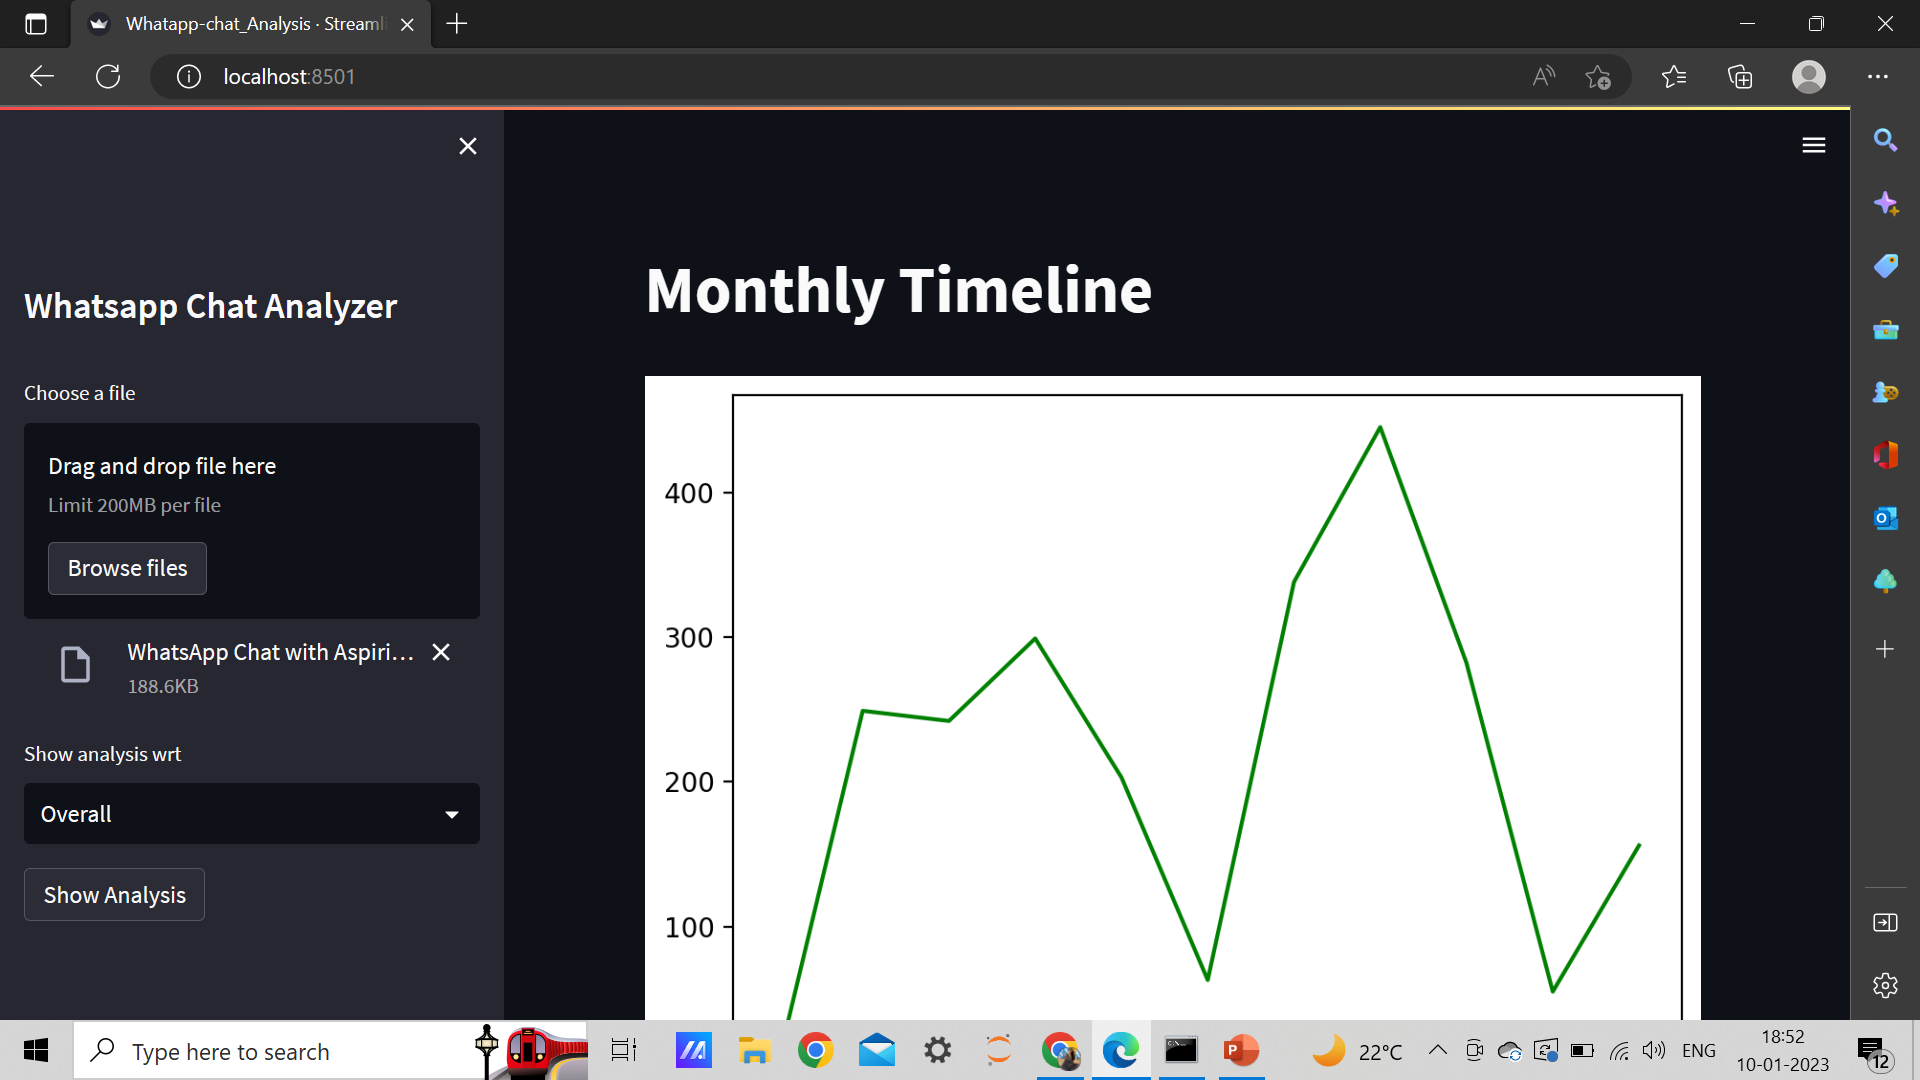 Whatapp-chat_Analysis · Streamli
localhost:8501
Whatsapp Chat Analyzer
Choose a file
Drag and drop file here
Limit 200MB per file
Browse files
WhatsApp Chat with Aspiri...
188.6KB
Show analysis wrt
Overall
Show Analysis
Monthly Timeline
400
300
200
100
Type here to search
22°C
ENG
18:52
10-01-2023
12